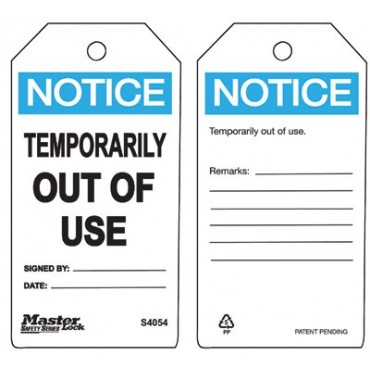 NOTICE
TEMPORARILY
OUT OF
USE
SIGNED BY:
DATE:
Master Lock
SAFETY SERIES
S4054
NOTICE
Temporarily out of use.
Remarks:
5
PP
PATENT PENDING